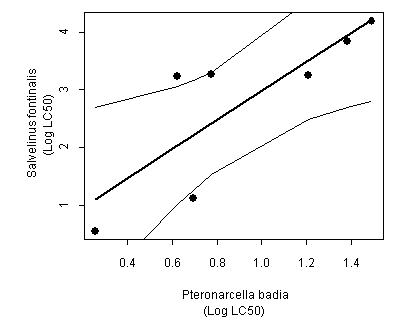 Salvelinus fontinalis
(Log LC50)
4
3
2
1
0.4 0.6 0.8 1.0 1.2 1.4
Pteronarcella badia
(Log LC50)